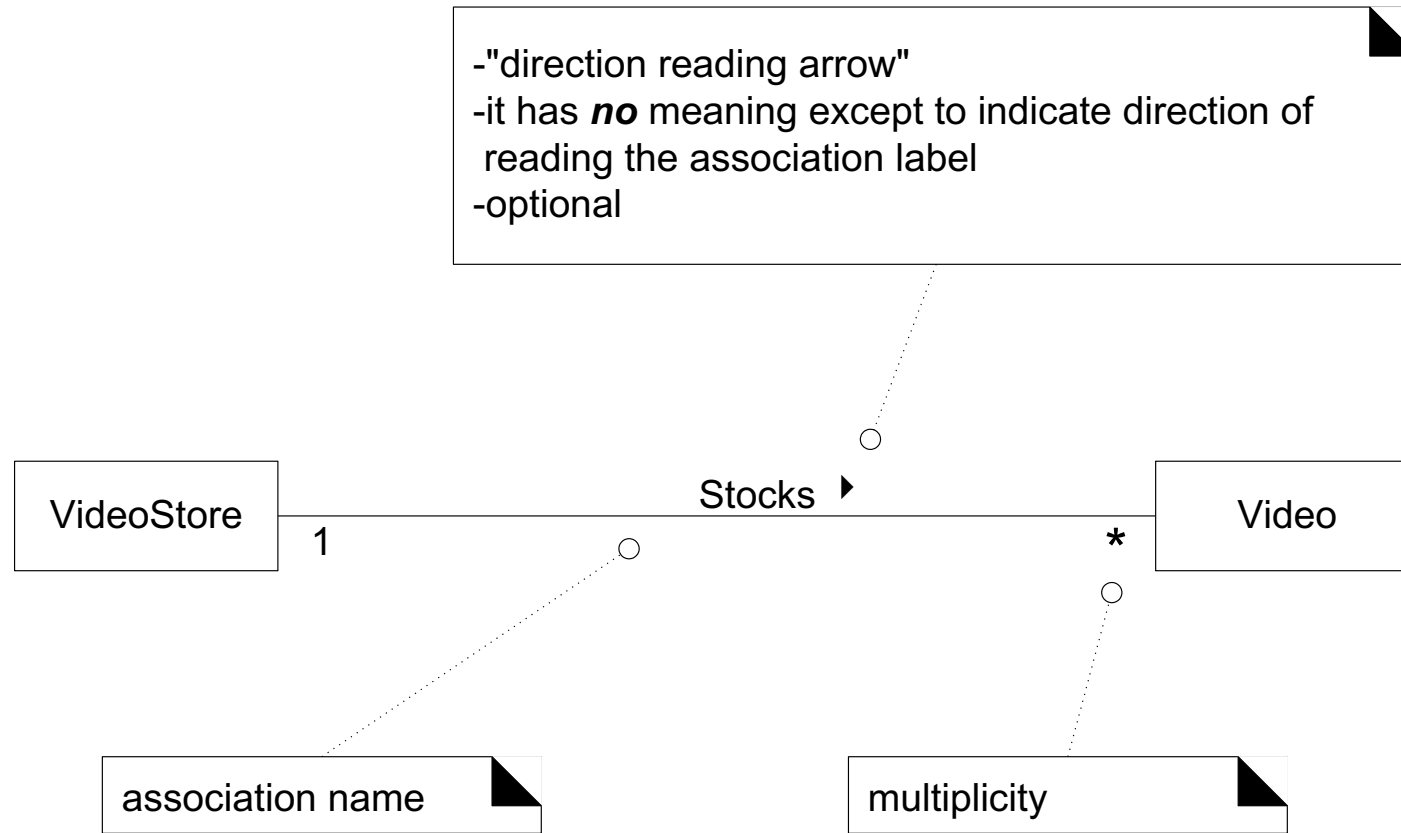 -"direction reading arrow"
-it has no meaning except to indicate direction of
reading the association label
-optional
Stocks
VideoStore
Video
1
*
association name
multiplicity